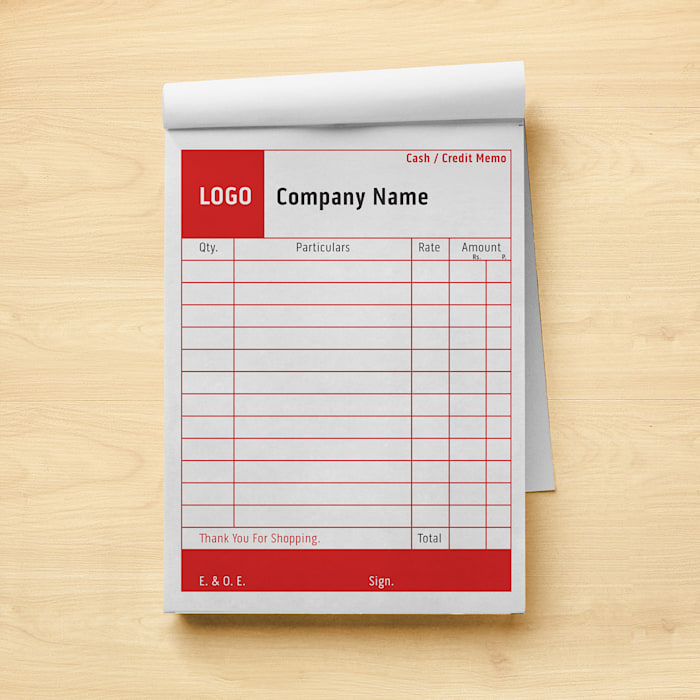 Cash / Credit Memo
LOGO
Company Name
Qty. Particulars Rate Amount
Rs. P.
Thank You For Shopping. Total
E. & O. E. Sign.